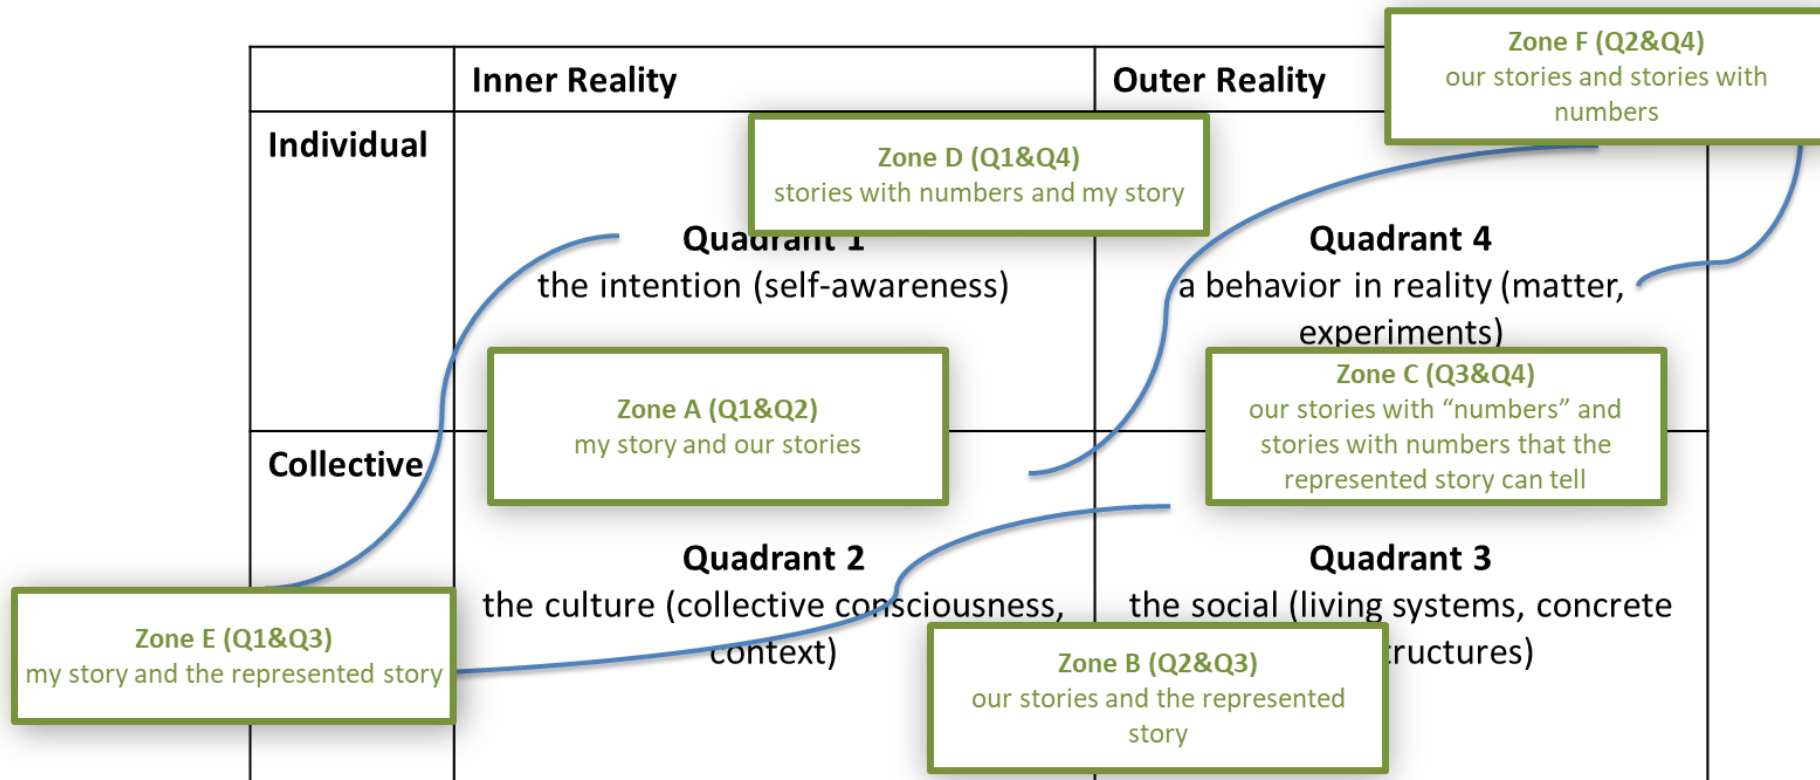 Inner Reality
Outer Reality
Zone F (Q2&Q4)
our stories and stories with
numbers
Individual
Zone D (Q1&Q4)
stories with numbers and my story
Quadrant 1
the intention (self-awareness)
Quadrant 4
a behavior in reality (matter,
experiments)
Zone A (Q1&Q2)
my story and our stories
Zone C (Q3&Q4)
our stories with “numbers” and
stories with numbers that the
represented story can tell
Collective
Quadrant 2
the culture (collective consciousness,
context)
Quadrant 3
the social (living systems, concrete
tructures)
Zone E (Q1&Q3)
my story and the represented story
Zone B (Q2&Q3)
our stories and the represented
story